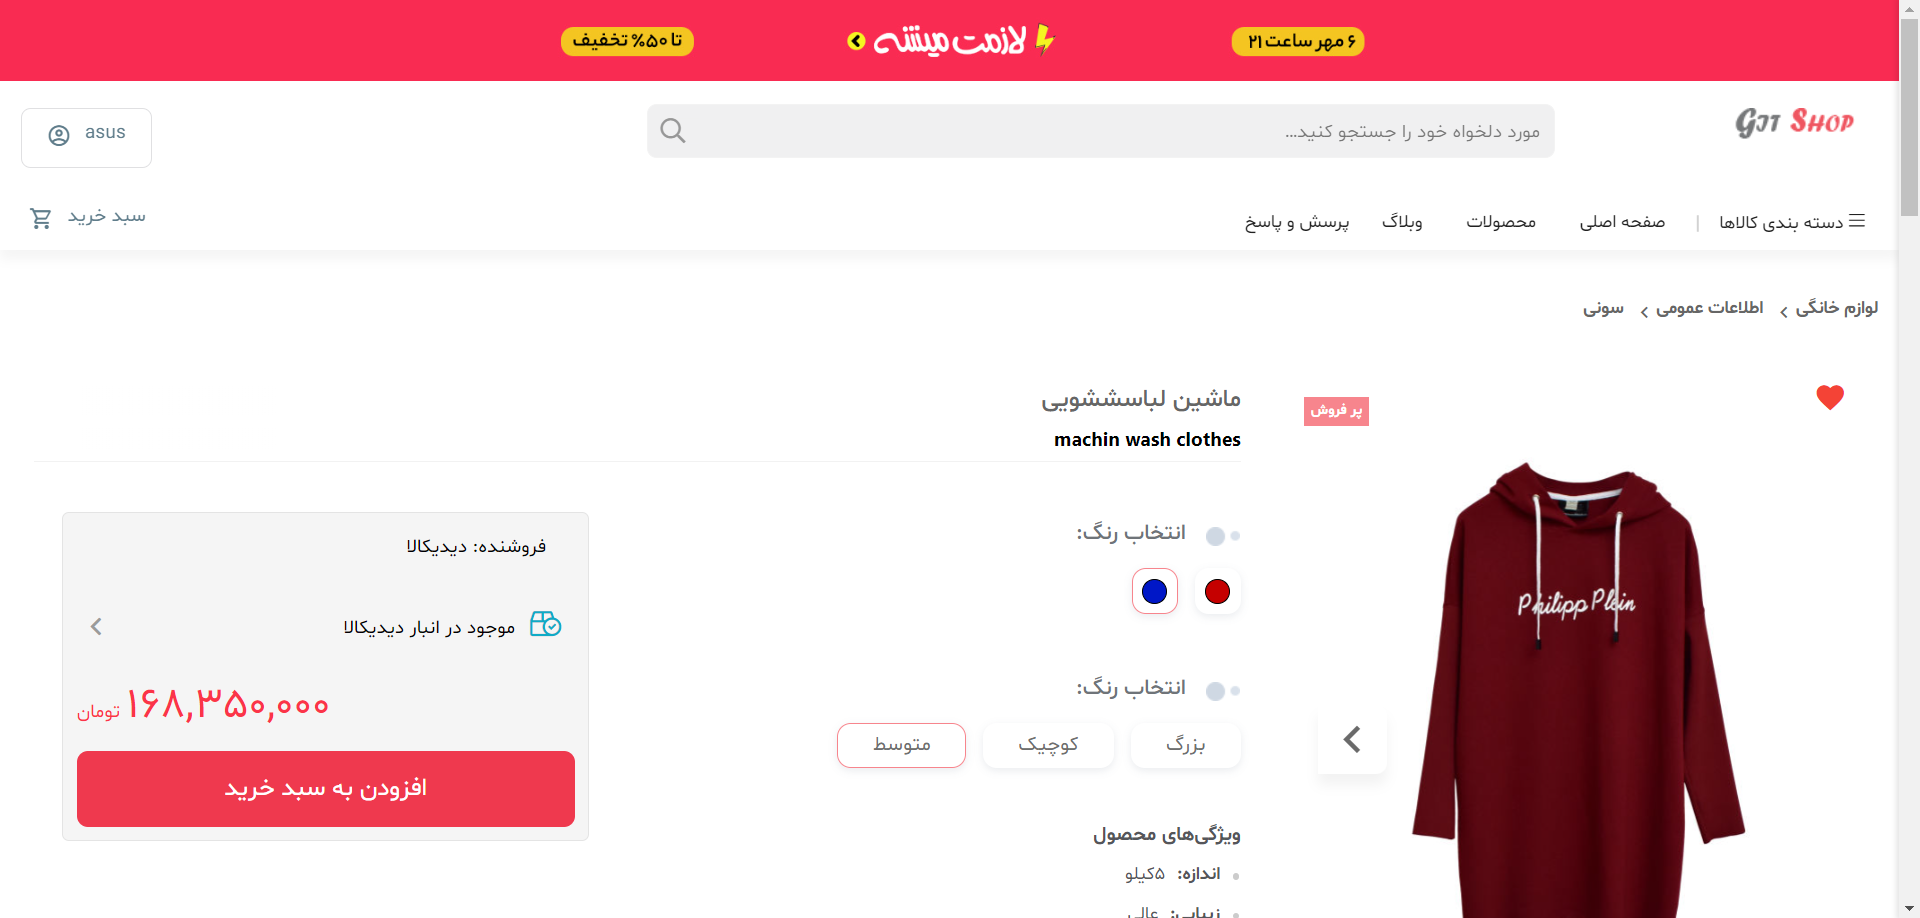 ۶ مهر ساعت ۲۱
لازمت میشه
تا ۵۰% تخفیف
Git Shop
مورد دلخواه خود را جستجو کنید...
asus
دسته بندی کالاها | صفحه اصلی محصولات وبلاگ پرسش و پاسخ
سبد خرید
لوازم خانگی
اطلاعات عمومی
سونی
پر فروش
Philipp Plein
ماشین لباسششویی
machin wash clothes
انتخاب رنگ:
انتخاب رنگ:
بزرگ
کوچیک
متوسط
ویژگی‌های محصول
اندازه: ۵کیلو
زیبایی: عالی
فروشنده: دیدیکالا
موجود در انبار دیدیکالا
۱۶۸,۳۵۰,۰۰۰ تومان
افزودن به سبد خرید